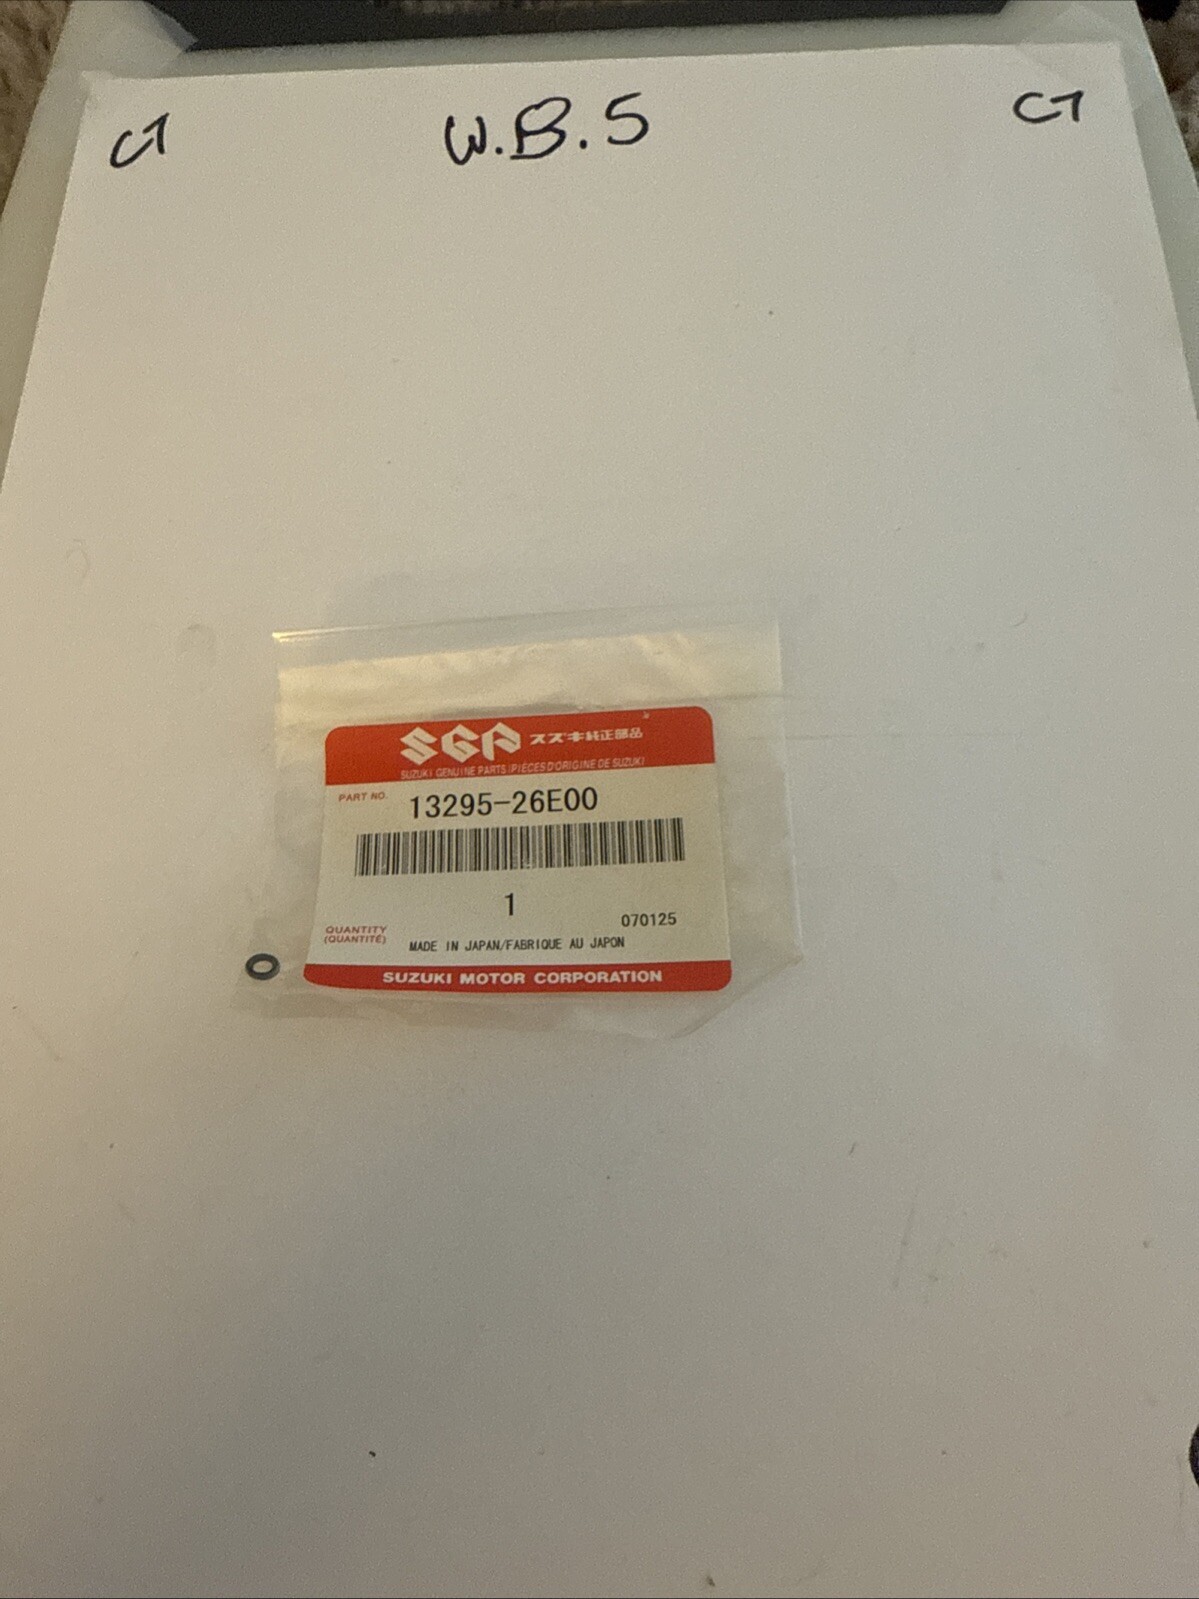 C7 W.B.S C7
SGP スズキ純正部品
SUZUKI GENUINE PARTS/PIÈCES D'ORIGINE DE SUZUKI
PART NO. 13295-26E00
1
070125
QUANTITY
(QUANTITÉ)
MADE IN JAPAN/FABRIQUE AU JAPON
SUZUKI MOTOR CORPORATION